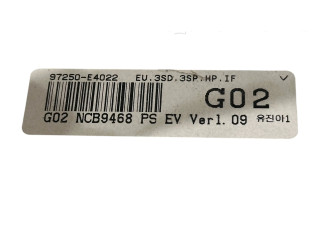 97250-E4022 EU.3SD.3SP.HP.IF
G02
G02 NCB9468 PS EV Ver1.09 유진아1